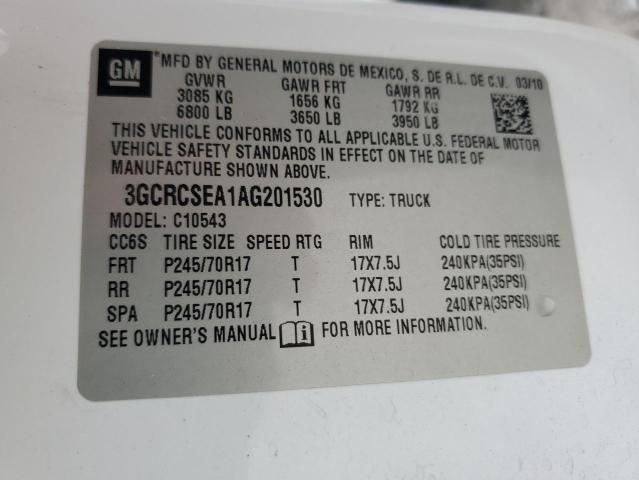 GM
*MFD BY GENERAL MOTORS DE MEXICO, S. DE R.L. DE C.V. 03/10
GVWR GAWR FRT GAWR RR
3085 KG 1656 KG 1792 KG
6800 LB 3650 LB 3950 LB
THIS VEHICLE CONFORMS TO ALL APPLICABLE U.S. FEDERAL MOTOR
VEHICLE SAFETY STANDARDS IN EFFECT ON THE DATE OF
MANUFACTURE SHOWN ABOVE.
3GCRCSEA1AG201530 TYPE: TRUCK
MODEL: C10543
CC6S TIRE SIZE SPEED RTG RIM COLD TIRE PRESSURE
FRT P245/70R17 T 17X7.5J 240KPA(35PSI)
RR P245/70R17 T 17X7.5J 240KPA(35PSI)
SPA P245/70R17 T 17X7.5J 240KPA(35PSI)
SEE OWNER'S MANUAL FOR MORE INFORMATION.